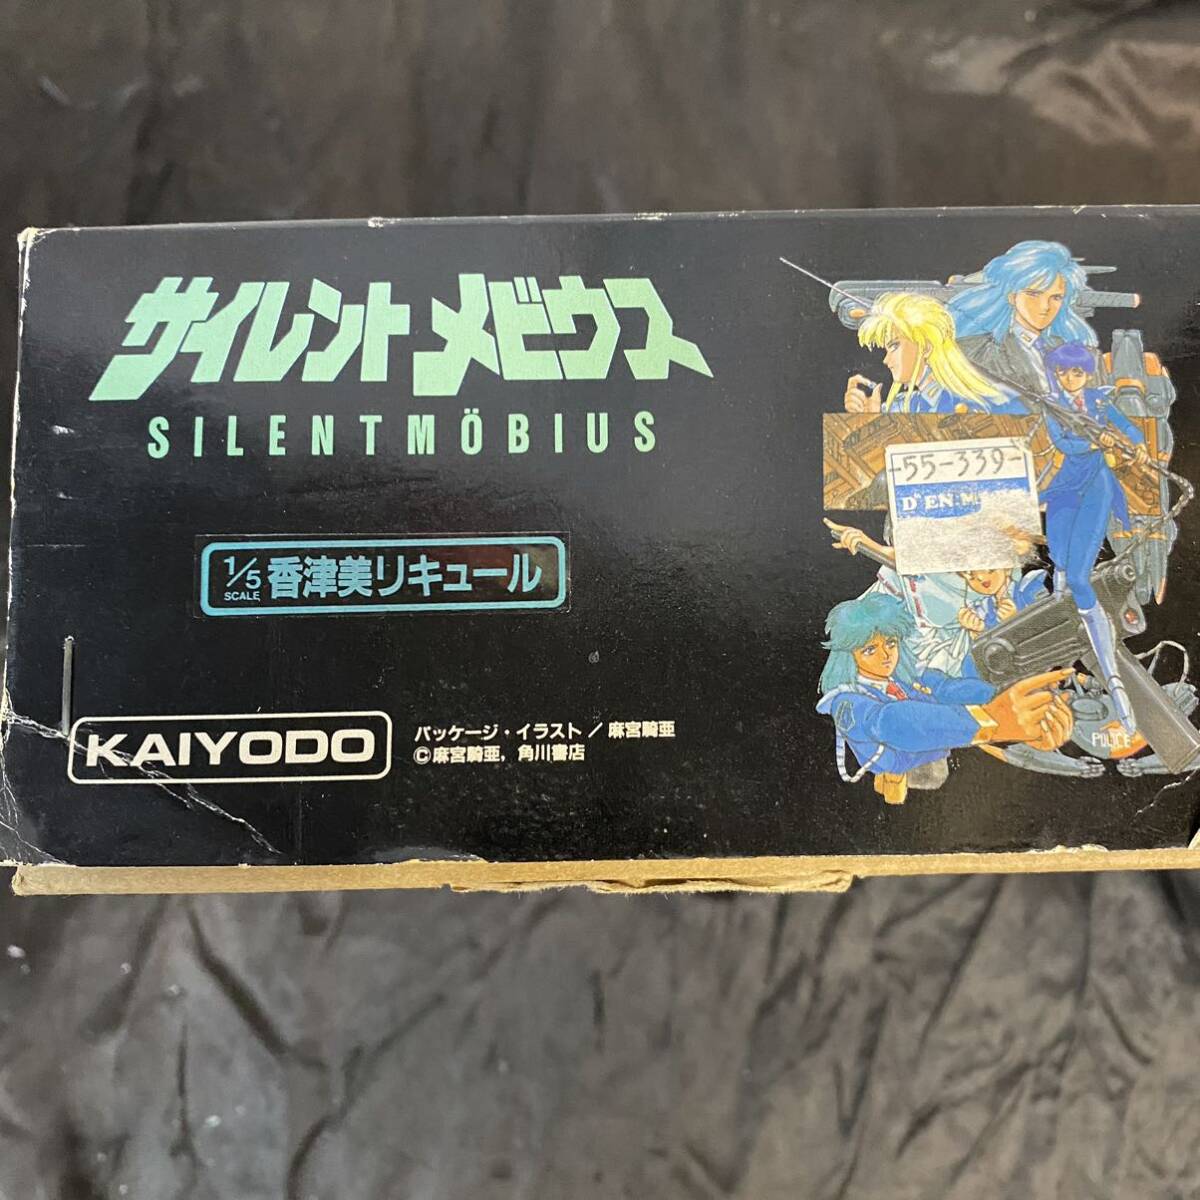 サイレントメビウス
SILENTMÖBIUS
1/5 SCALE 香津美リキュール
KAIYODO
パッケージ・イラスト／麻宮騎亜
©麻宮騎亜，角川書店
-55-339-
POLICE